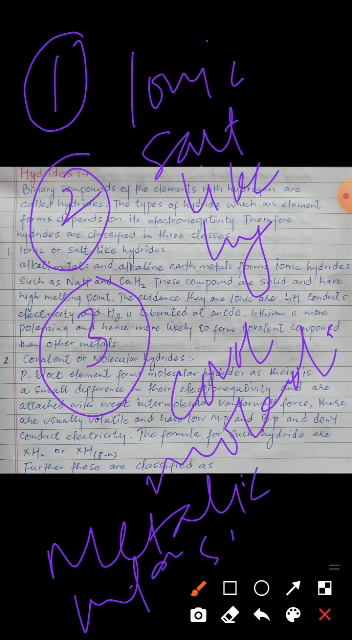 1 Ionic
salt
like
Hydrides :-
Binary compounds of the elements with hydrogen are
called hydrides. The types of hydride which an element
forms depends on its electronegativity. Therefore
hydrides are classified in three classes
1. Ionic or Salt like hydrides
alkali metals and alkaline earth metals forms ionic hydrides
such as NaH and CaH2. These compound are solid and have
high melting point. The evidence they are ionic are LiH conducts
electricity and H2 is liberated at anode. Lithium is more
polarizing and hence more likely to form covalent compound
than other metals.
2. Covalent or Molecular hydrides :-
P-block element form molecular hydrides as there is
a small difference in their electronegativity and are
attached with weak intermolecular force, these
are usually volatile and have low M.P and B.P and don't
conduct electricity. The formula for such hydride are
XHn or XH(8-n)
Further these are classified as
2
3
metallic